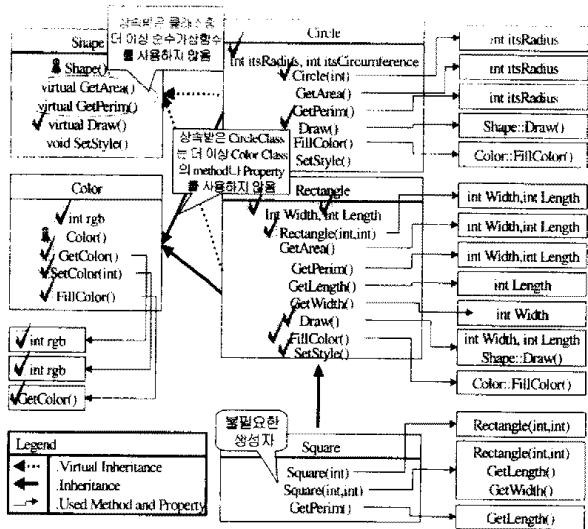 상속받은 클래스중
더 이상 순수가상함수
를 사용하지 않음
Shape
Shape()
virtual GetArea()
virtual GetPerim()
virtual Draw()
void SetStyle()
Circle
int itsRadius, int itsCircumference
Circle(int)
GetArea()
GetPerim()
Draw()
FillColor()
SetStyle()
int itsRadius
int itsRadius
int itsRadius
Shape::Draw()
Color::FillColor()
상속받은 CircleClass
는 더 이상 Color Class
의 method나 Property
를 사용하지 않음
Color
int rgb
Color()
GetColor()
SetColor(int)
FillColor()
int rgb
int rgb
GetColor()
Rectangle
Int Width, int Length
Rectangle(int,int)
GetArea()
GetPerim()
GetLength()
GetWidth()
Draw()
FillColor()
SetStyle()
int Width,int Length
int Width,int Length
int Width,int Length
int Length
int Width
int Width, int Length
Shape::Draw()
Color::FillColor()
불필요한
생성자
Square
Square(int)
Square(int,int)
GetPerim()
Rectangle(int,int)
Rectangle(int,int)
GetLength()
GetWidth()
GetLength()
Legend
.Virtual Inheritance
.Inheritance
.Used Method and Property